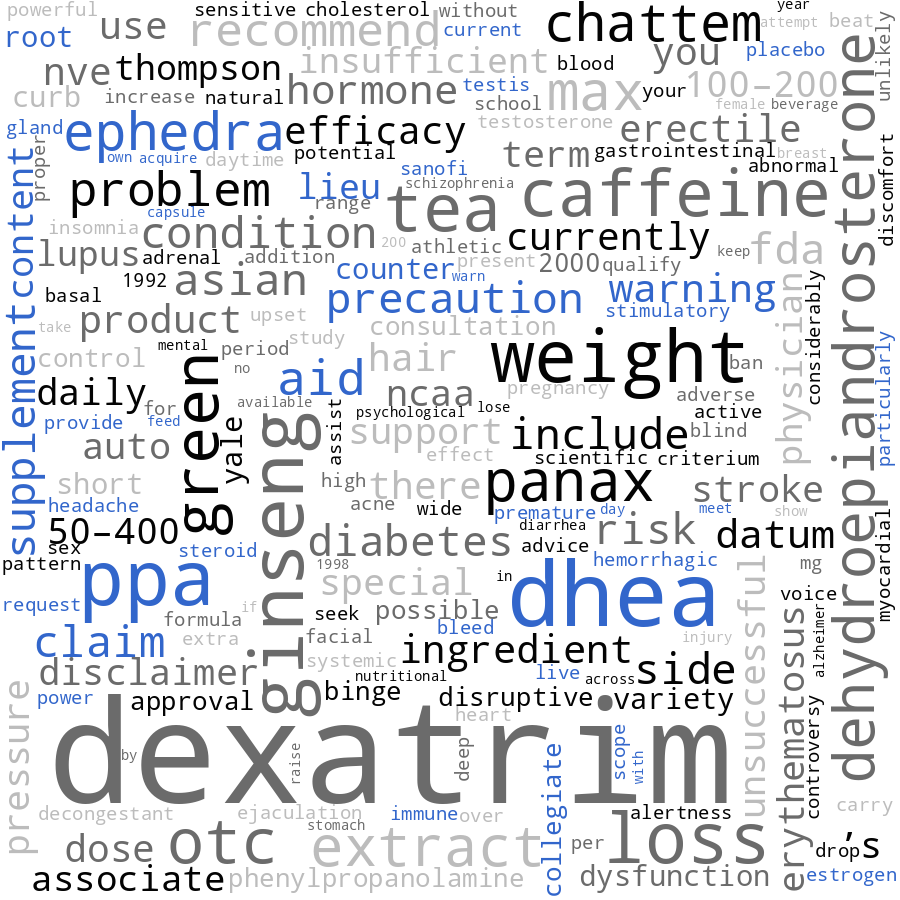 powerful
sensitive
cholesterol
without
year
use
recommend
current
chattem
attempt
beat
unlikely
root
insufficient
you
placebo
nve
thompson
blood
curb
increase
natural
hormone
testis
school
max
your
100-200
female
beverage
gland
ephedra
efficacy
testosterone
erectile
dehydroepiandrosterone
proper
own
acquire
daytime
potential
term
gastrointestinal
breast
abnormal
discomfort
content
problem
lieu
sanofi
schizophrenia
range
tea
caffeine
capsule
insomnia
condition
200
athletic
currently
keep
fda
lupus
adrenal
addition
counter
warn
present
2000
qualify
1992
asian
basal
precaution
warning
stimulatory
physician
considerably
take
product
upset
study
consultation
control
mental
period
no
hair
weight
ban
particularly
supplement
daily
for
green
available
aid
ncaa
pregnancy
adverse
provide
feed
yale
assist
psychological
lose
active
auto
ginseng
support
include
blind
effect
scientific
criterium
short
high
there
panax
stroke
headache
acne
wide
premature
day
meet
show
50-400
sex
steroid
diabetes
diarrhea
advice
risk
datum
myocardial
pattern
1998
hemorrhagic
mg
ppa
special
in
dhea
unsuccessful
voice
request
formula
if
seek
possible
alzheimer
claim
extra
facial
bleed
injury
erythematosus
ingredient
disclaimer
systemic
nutritional
live
across
side
power
approval
binge
disruptive
variety
controversy
pressure
dexatrim
heart
by
raise
deep
scope
with
collegiate
decongestant
ejaculation
immune
over
alertness
carry
stomach
dose
otc
extract
per
loss
drop
's
associate
phenylpropanolamine
dysfunction
estrogen